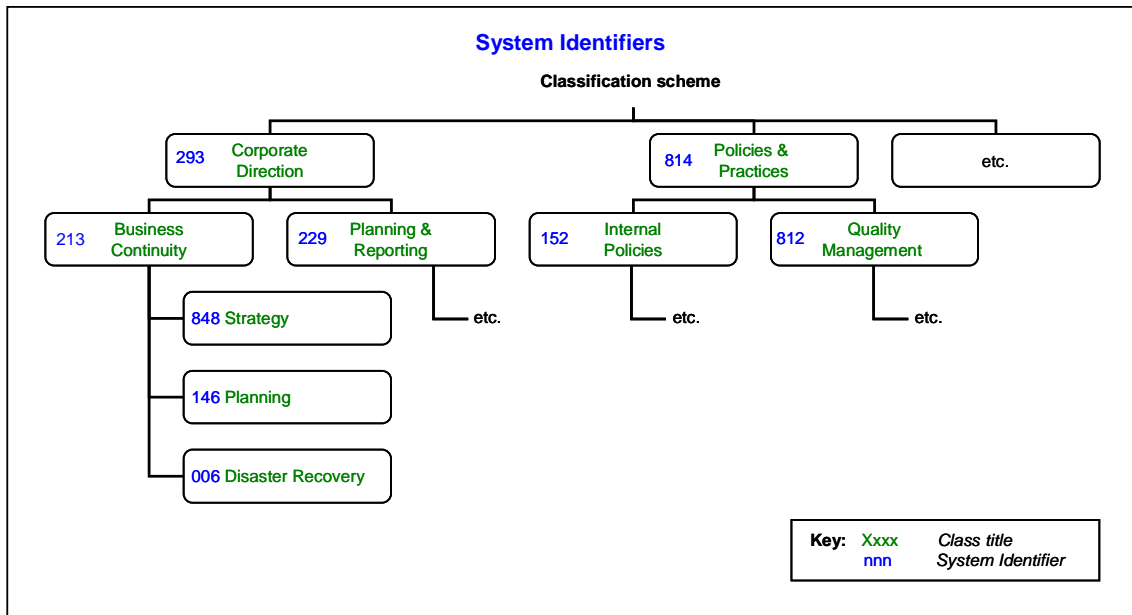 System Identifiers
Classification scheme
293 Corporate
Direction
814 Policies &
Practices
etc.
213 Business
Continuity
229 Planning &
Reporting
152 Internal
Policies
812 Quality
Management
848 Strategy
etc.
etc.
etc.
146 Planning
006 Disaster Recovery
Key: Xxxx Class title
nnn System Identifier